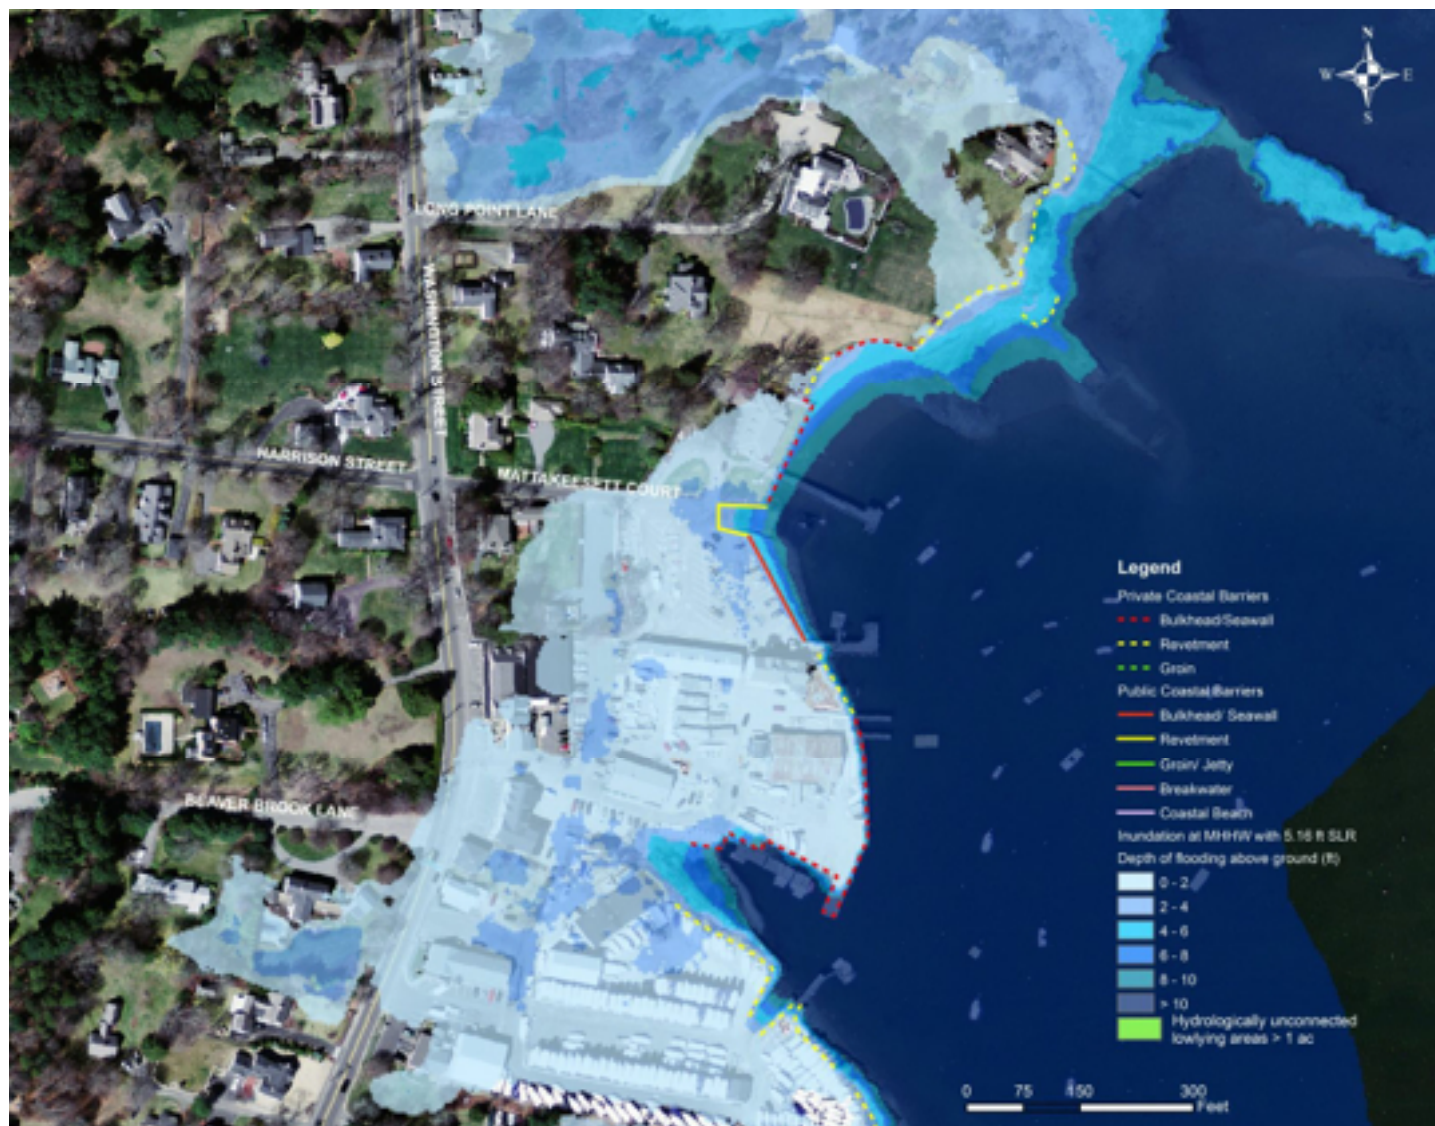 N
W E
S
LONG POINT LANE
WASHINGTON STREET
HARRISON STREET
MATTAKEESETT COURT
BEAVER BROOK LANE
Legend
Private Coastal Barriers
Bulkhead/Seawall
Revetment
Groin
Public Coastal Barriers
Bulkhead/ Seawall
Revetment
Groin/ Jetty
Breakwater
Coastal Beach
Inundation at MHHW with 5.16 ft SLR
Depth of flooding above ground (ft)
0 - 2
2 - 4
4 - 6
6 - 8
8 - 10
> 10
Hydrologically unconnected
lowlying areas > 1 ac
0 75 150 300
Feet